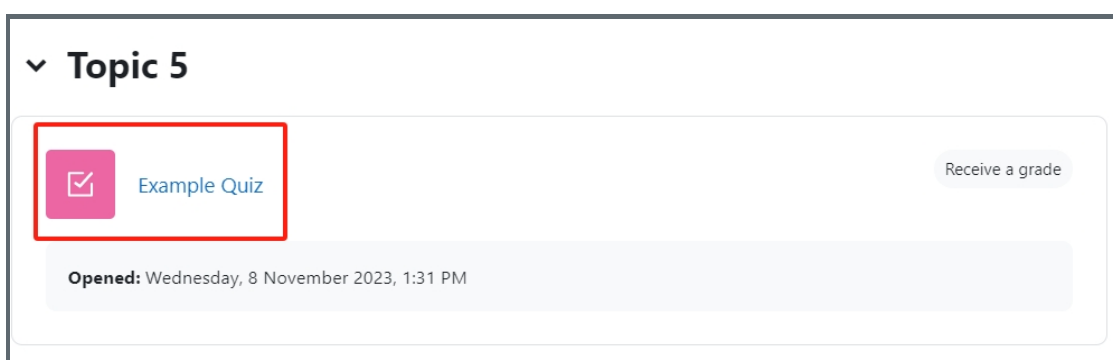 Topic 5
Example Quiz
Receive a grade
Opened: Wednesday, 8 November 2023, 1:31 PM